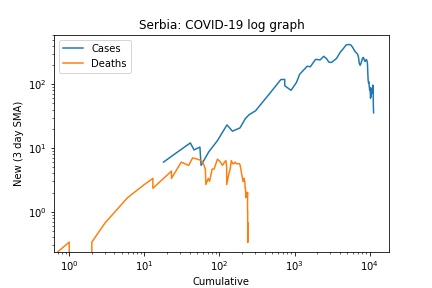 Serbia: COVID-19 log graph
Cases
Deaths
New (3 day SMA)
10²
10¹
10⁰
10⁰ 10¹ 10² 10³ 10⁴
Cumulative